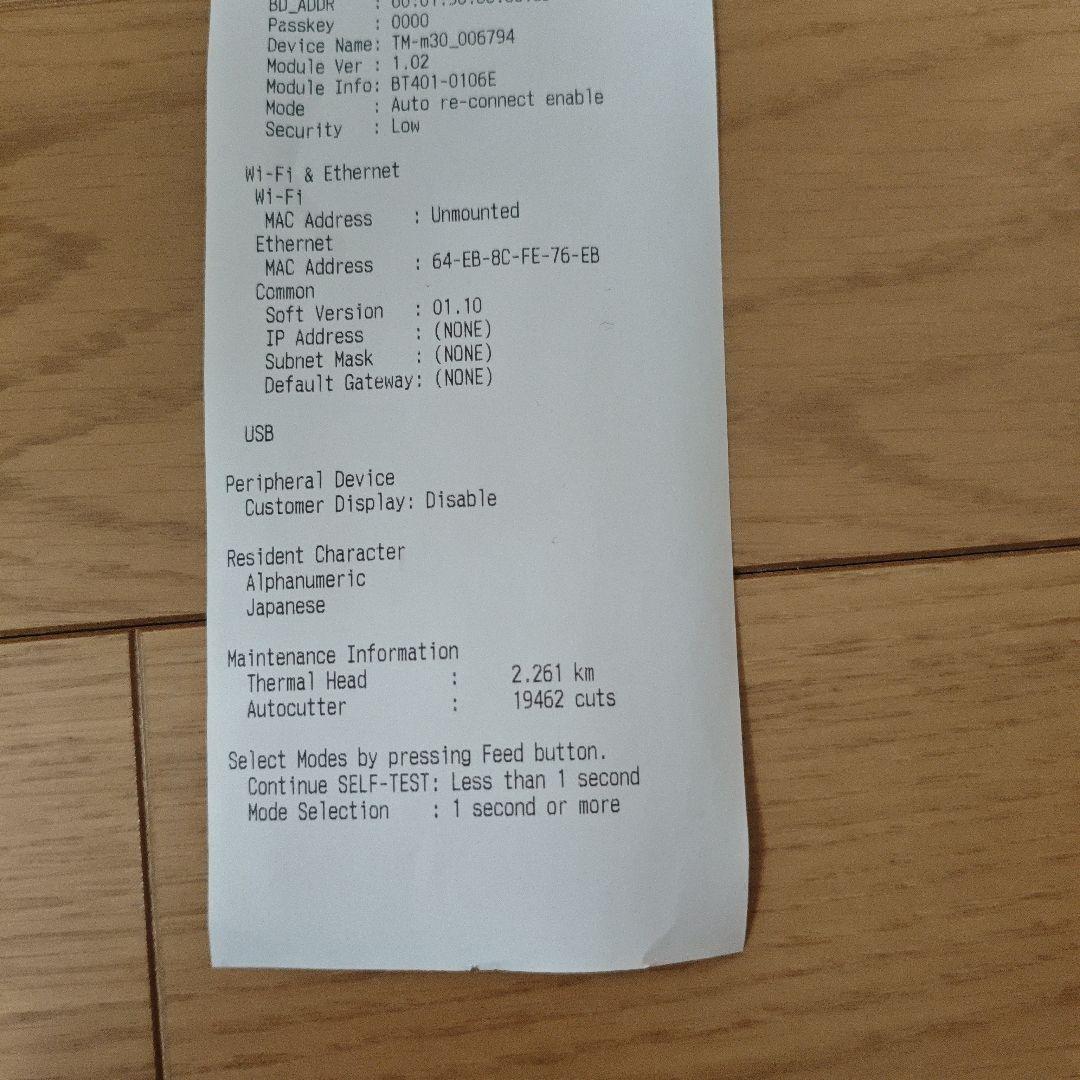 BD_ADDR :
Passkey : 0000
Device Name: TM-m30_006794
Module Ver : 1.02
Module Info: BT401-0106E
Mode : Auto re-connect enable
Security : Low
Wi-Fi & Ethernet
Wi-Fi
MAC Address : Unmounted
Ethernet
MAC Address : 64-EB-8C-FE-76-EB
Common
Soft Version : 01.10
IP Address : (NONE)
Subnet Mask : (NONE)
Default Gateway: (NONE)
USB
Peripheral Device
Customer Display: Disable
Resident Character
Alphanumeric
Japanese
Maintenance Information
Thermal Head : 2.261 km
Autocutter : 19462 cuts
Select Modes by pressing Feed button.
Continue SELF-TEST: Less than 1 second
Mode Selection : 1 second or more